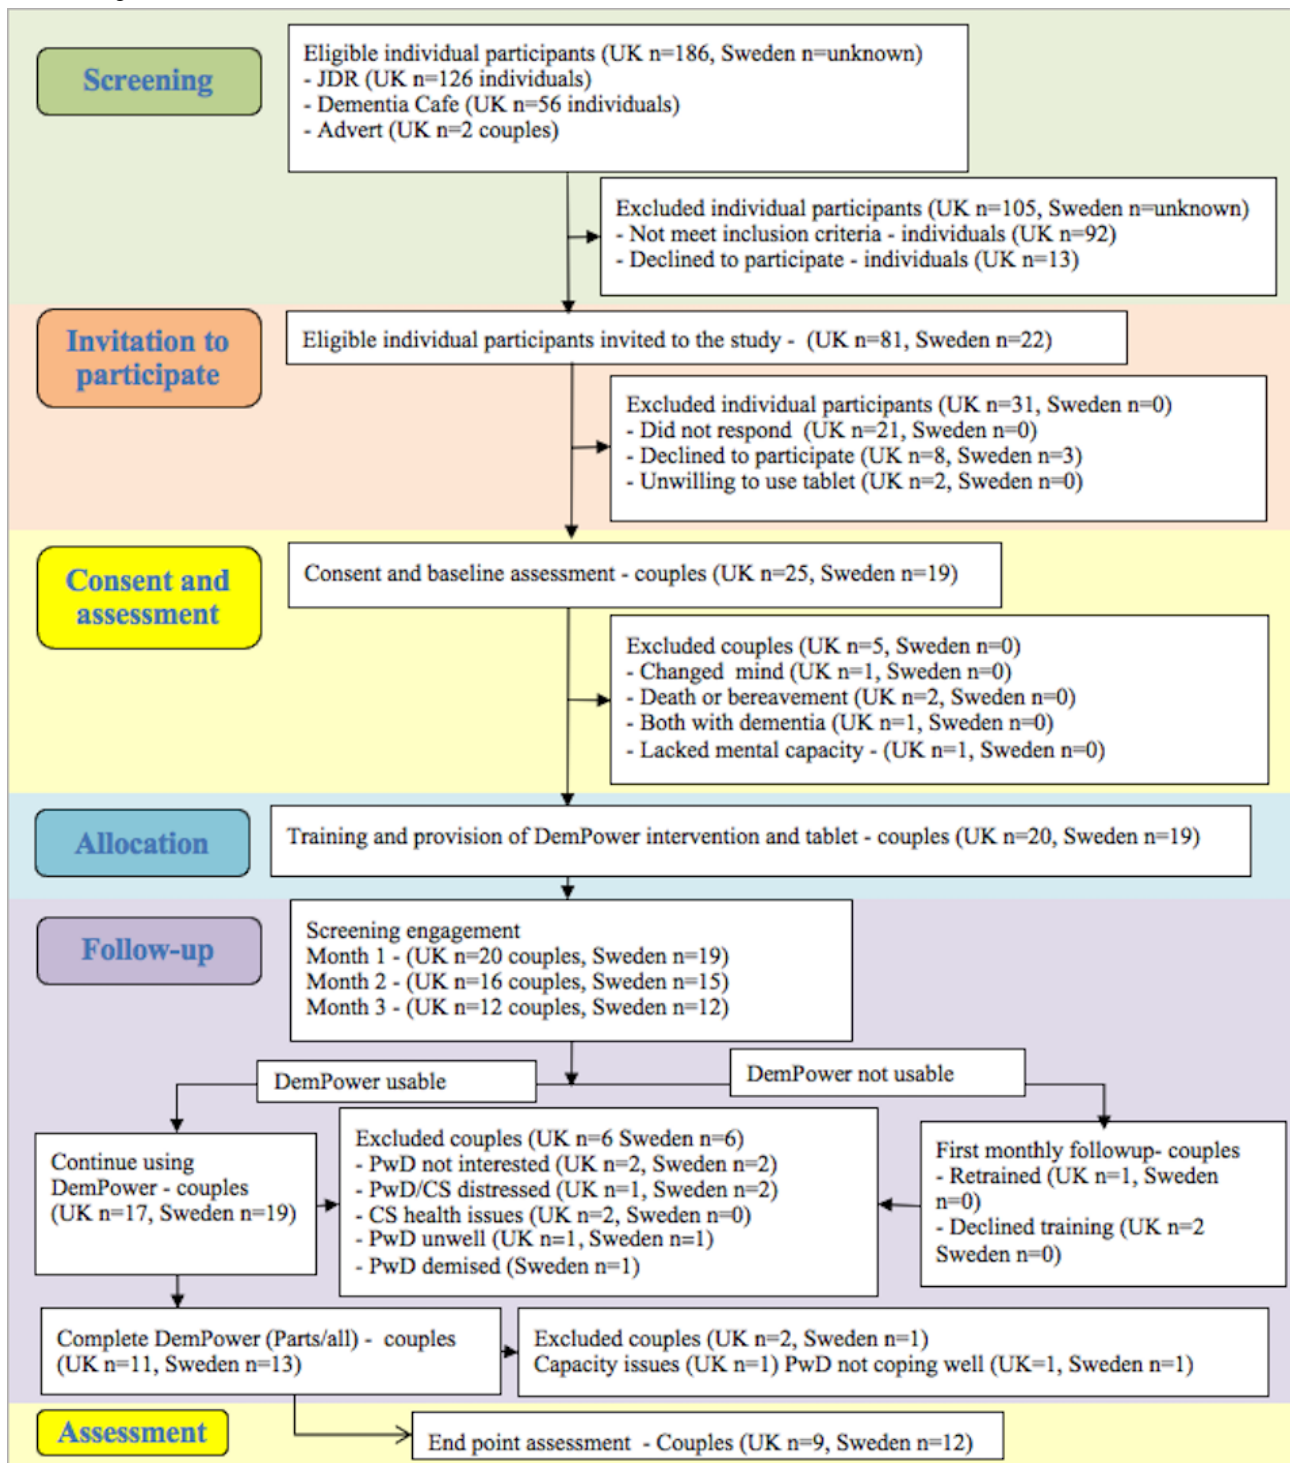 Screening
Eligible individual participants (UK n=186, Sweden n=unknown)
- JDR (UK n=126 individuals)
- Dementia Cafe (UK n=56 individuals)
- Advert (UK n=2 couples)
Excluded individual participants (UK n=105, Sweden n=unknown)
- Not meet inclusion criteria - individuals (UK n=92)
- Declined to participate - individuals (UK n=13)
Invitation to
participate
Eligible individual participants invited to the study -  (UK n=81, Sweden n=22)
Excluded individual participants (UK n=31, Sweden n=0)
- Did not respond  (UK n=21, Sweden n=0)
- Declined to participate (UK n=8, Sweden n=3)
- Unwilling to use tablet (UK n=2, Sweden n=0)
Consent and
assessment
Consent and baseline assessment - couples (UK n=25, Sweden n=19)
Excluded couples (UK n=5, Sweden n=0)
- Changed  mind (UK n=1, Sweden n=0)
- Death or bereavement (UK n=2, Sweden n=0)
- Both with dementia (UK n=1, Sweden n=0)
- Lacked mental capacity - (UK n=1, Sweden n=0)
Allocation
Training and provision of DemPower intervention and tablet - couples (UK n=20, Sweden n=19)
Follow-up
Screening engagement
Month 1 - (UK n=20 couples, Sweden n=19)
Month 2 - (UK n=16 couples, Sweden n=15)
Month 3 - (UK n=12 couples, Sweden n=12)
DemPower usable
DemPower not usable
Continue using
DemPower - couples
(UK n=17, Sweden n=19)
Excluded couples (UK n=6 Sweden n=6)
- PwD not interested (UK n=2, Sweden n=2)
- PwD/CS distressed (UK n=1, Sweden n=2)
- CS health issues (UK n=2, Sweden n=0)
- PwD unwell (UK n=1, Sweden n=1)
- PwD demised (Sweden n=1)
First monthly followup- couples
- Retrained (UK n=1, Sweden
n=0)
- Declined training (UK n=2
Sweden n=0)
Complete DemPower (Parts/all) -  couples
(UK n=11, Sweden n=13)
Excluded couples (UK n=2, Sweden n=1)
Capacity issues (UK n=1) PwD not coping well (UK=1, Sweden n=1)
Assessment
End point assessment  - Couples (UK n=9, Sweden n=12)